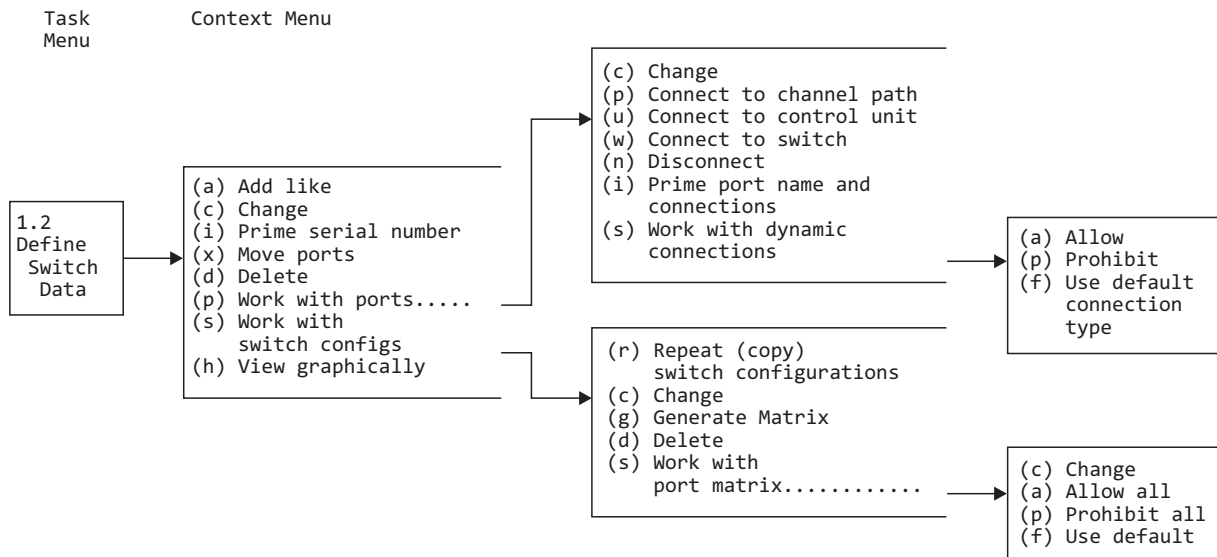 Task
Menu
Context Menu
1.2
Define
Switch
Data
(a) Add like
(c) Change
(i) Prime serial number
(x) Move ports
(d) Delete
(p) Work with ports.....
(s) Work with
switch configs
(h) View graphically
(c) Change
(p) Connect to channel path
(u) Connect to control unit
(w) Connect to switch
(n) Disconnect
(i) Prime port name and
connections
(s) Work with dynamic
connections
(a) Allow
(p) Prohibit
(f) Use default
connection
type
(r) Repeat (copy)
switch configurations
(c) Change
(g) Generate Matrix
(d) Delete
(s) Work with
port matrix............
(c) Change
(a) Allow all
(p) Prohibit all
(f) Use default